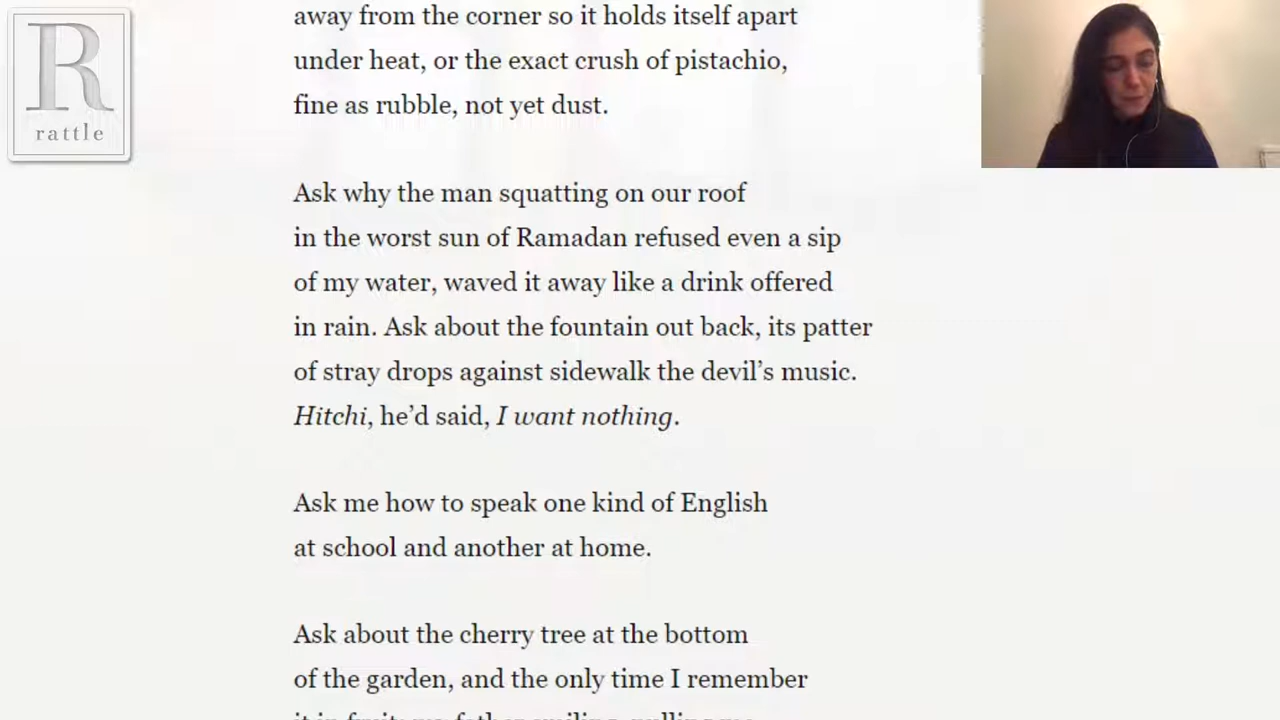 R
rattle
away from the corner so it holds itself apart
under heat, or the exact crush of pistachio,
fine as rubble, not yet dust.
Ask why the man squatting on our roof
in the worst sun of Ramadan refused even a sip
of my water, waved it away like a drink offered
in rain. Ask about the fountain out back, its patter
of stray drops against sidewalk the devil’s music.
Hitchi, he’d said, I want nothing.
Ask me how to speak one kind of English
at school and another at home.
Ask about the cherry tree at the bottom
of the garden, and the only time I remember